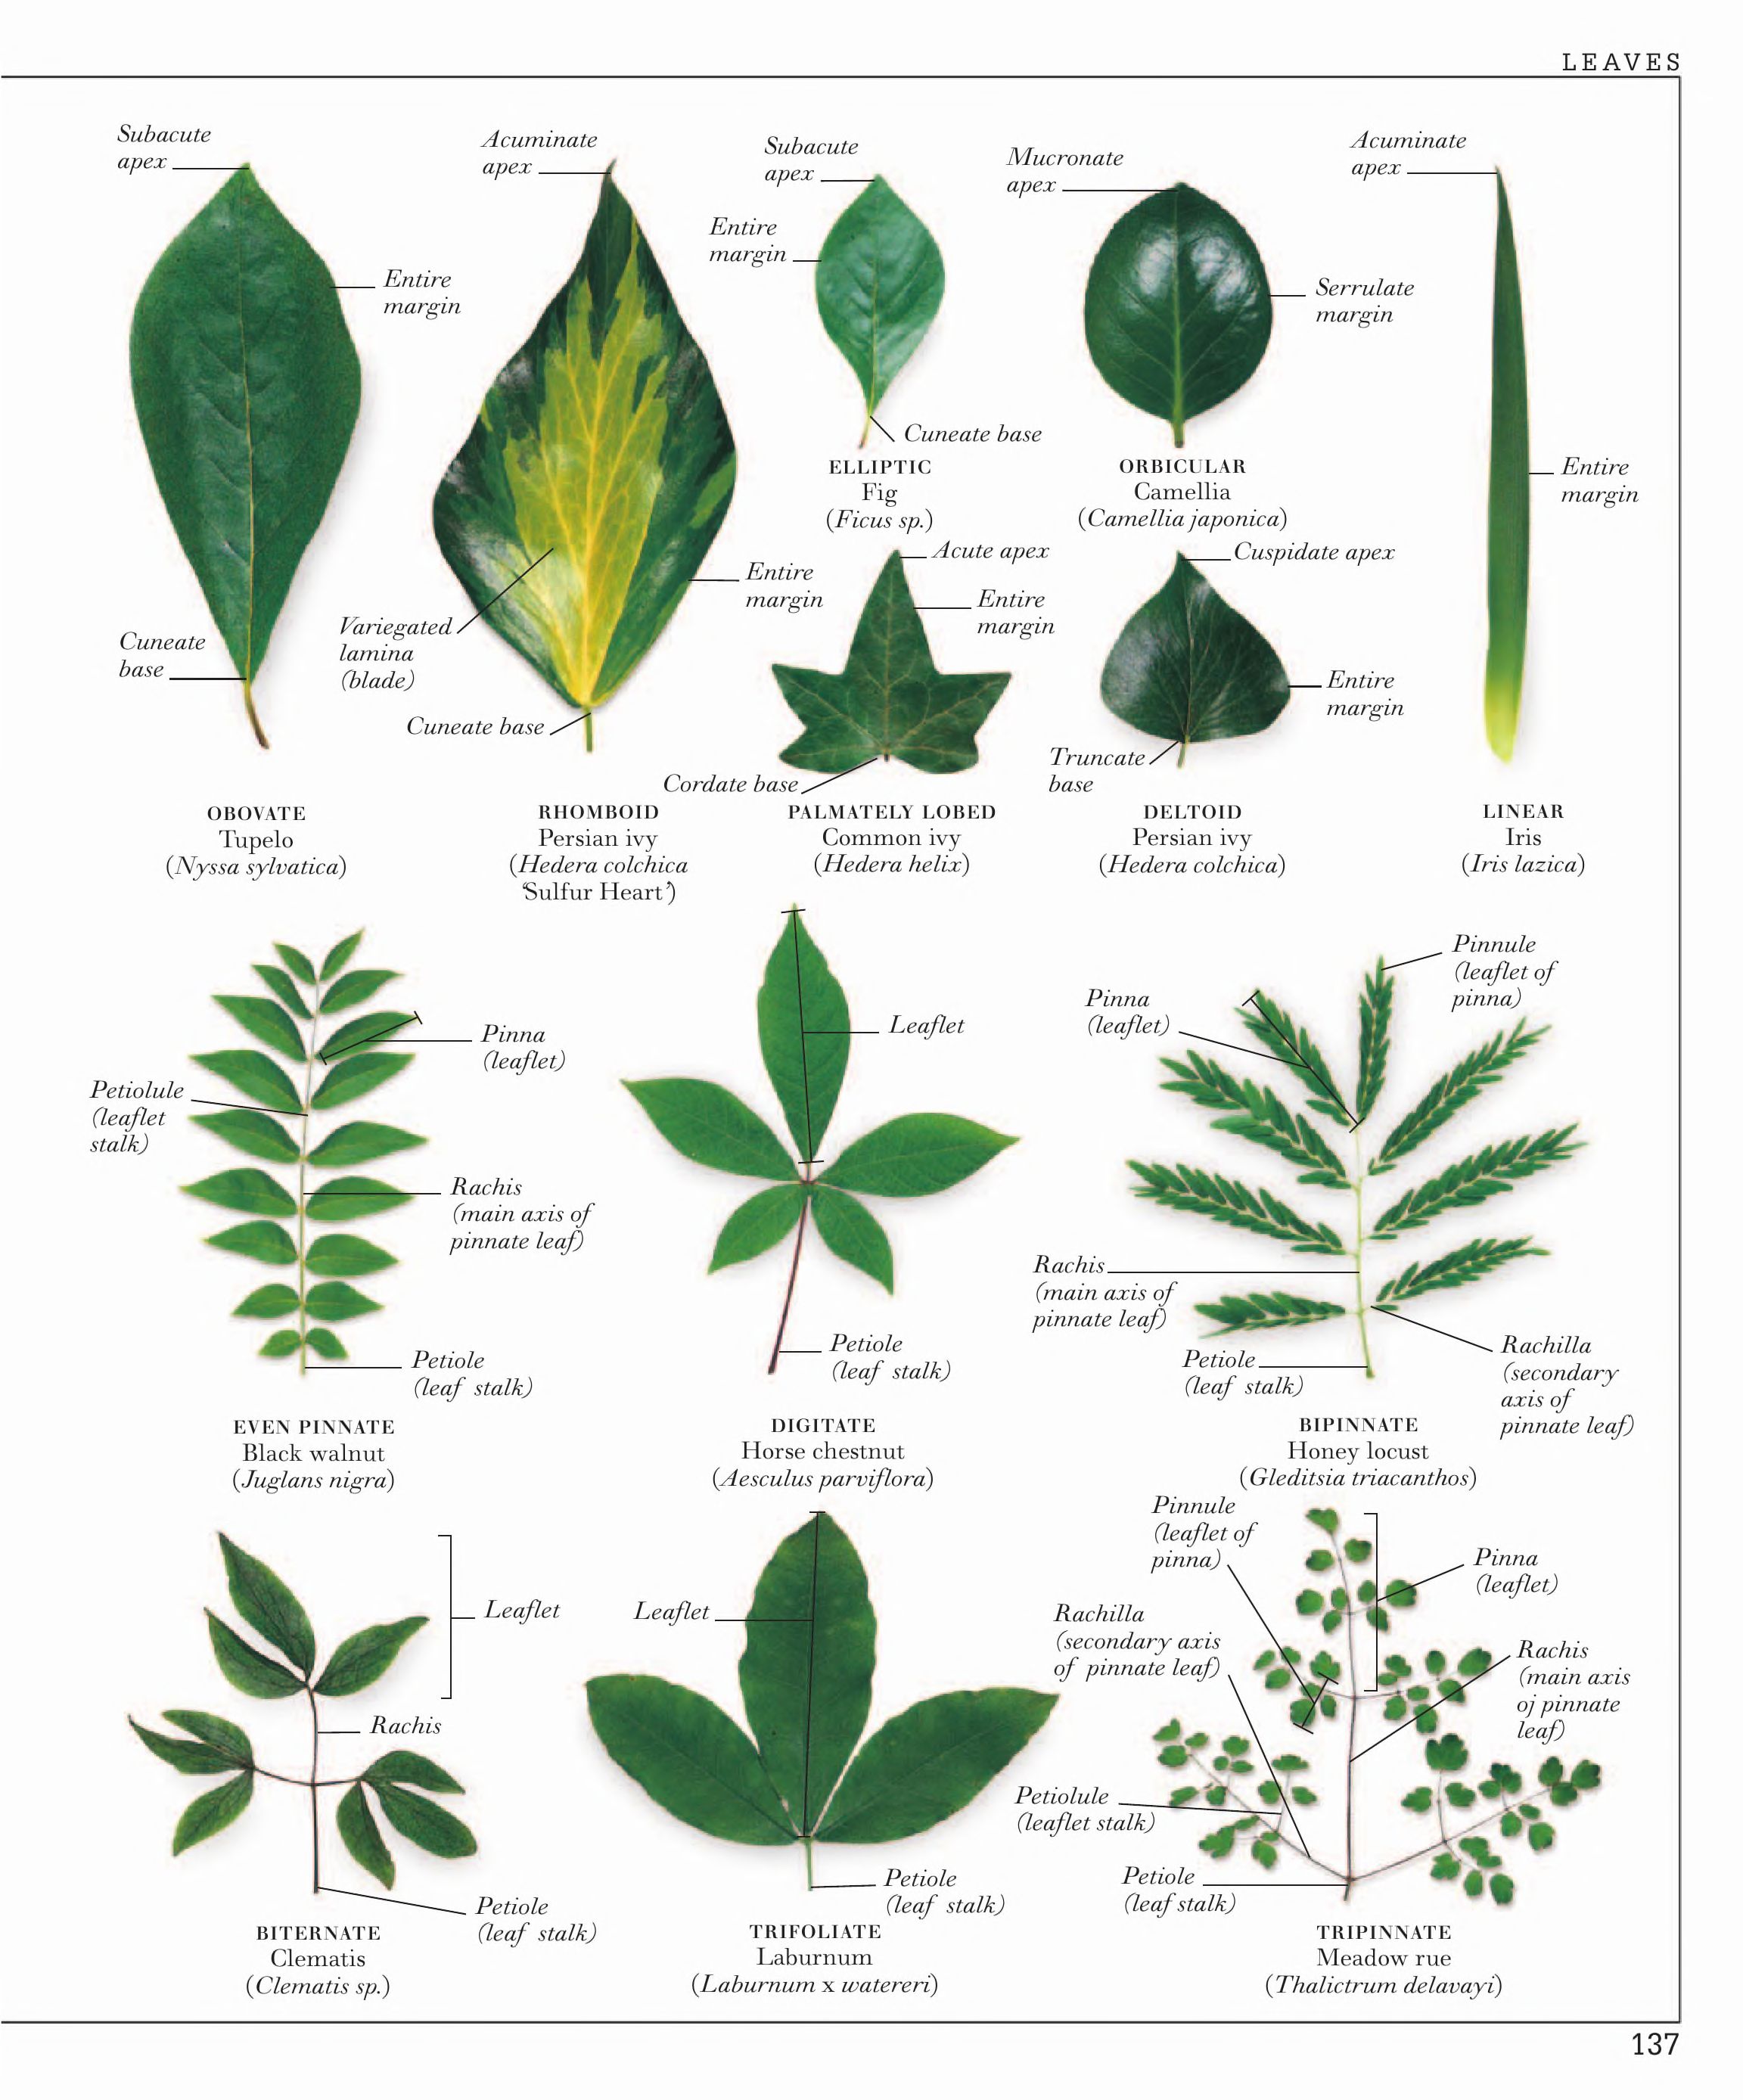 LEAVES
Subacute
apex
Entire
margin
Cuneate
base
OBOVATE
Tupelo
(Nyssa sylvatica)
Acuminate
apex
Variegated
lamina
(blade)
Entire
margin
Cuneate base
RHOMBOID
Persian ivy
(Hedera colchica
‘Sulfur Heart’)
Subacute
apex
Entire
margin
Cuneate base
ELLIPTIC
Fig
(Ficus sp.)
Mucronate
apex
Serrulate
margin
ORBICULAR
Camellia
(Camellia japonica)
Acute apex
Entire
margin
Cordate base
PALMATELY LOBED
Common ivy
(Hedera helix)
Cuspidate apex
Entire
margin
Truncate
base
DELTOID
Persian ivy
(Hedera colchica)
Acuminate
apex
Entire
margin
LINEAR
Iris
(Iris lazica)
Pinna
(leaflet)
Petiolule
(leaflet
stalk)
Rachis
(main axis of
pinnate leaf)
Petiole
(leaf stalk)
EVEN PINNATE
Black walnut
(Juglans nigra)
Leaflet
Petiole
(leaf stalk)
DIGITATE
Horse chestnut
(Aesculus parviflora)
Pinnule
(leaflet of
pinna)
Pinna
(leaflet)
Rachis
(main axis of
pinnate leaf)
Petiole
(leaf stalk)
Rachilla
(secondary
axis of
pinnate leaf)
BIPINNATE
Honey locust
(Gleditsia triacanthos)
Leaflet
Rachis
Petiole
(leaf stalk)
BITERNATE
Clematis
(Clematis sp.)
Leaflet
Petiole
(leaf stalk)
TRIFOLIATE
Laburnum
(Laburnum x watereri)
Pinnule
(leaflet of
pinna)
Pinna
(leaflet)
Rachilla
(secondary axis
of pinnate leaf)
Rachis
(main axis
oj pinnate
leaf)
Petiolule
(leaflet stalk)
Petiole
(leaf stalk)
TRIPINNATE
Meadow rue
(Thalictrum delavayi)
137